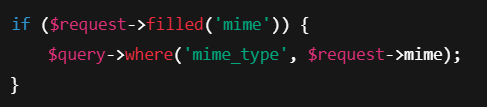 if ($request->filled('mime')) {
    $query->where('mime_type', $request->mime);
}